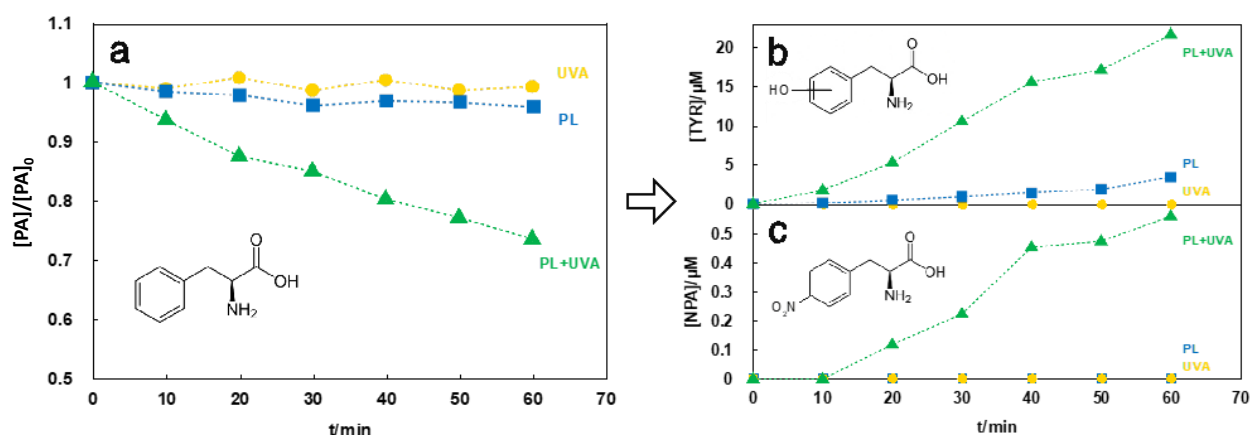 a
1.1
1
0.9
0.8
0.7
0.6
0.5
[PA]/[PA]0
UVA
PL
PL+UVA
O
OH
NH2
0 10 20 30 40 50 60 70
t/min
b
20
15
10
5
0
[TYR]/µM
HO
O
OH
NH2
PL+UVA
PL
UVA
c
0.5
0.4
0.3
0.2
0.1
0
[NPA]/µM
O2N
O
OH
NH2
PL+UVA
PL
UVA
0 10 20 30 40 50 60 70
t/min